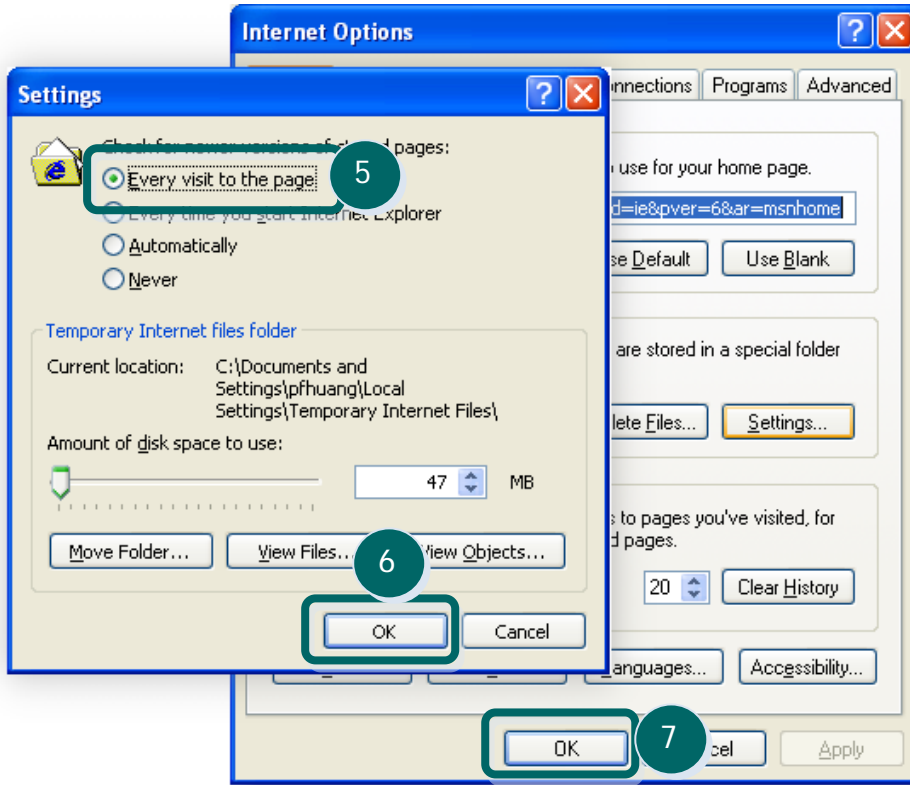 Internet Options
Settings
nnections Programs Advanced
Check for newer versions of stored pages:
Every visit to the page
5
Every time you start Internet Explorer
Automatically
Never
use for your home page.
d=ie&pver=6&ar=msnhome
se Default Use Blank
Temporary Internet files folder
Current location: C:\Documents and
Settings\pfhuang\Local
Settings\Temporary Internet Files\
Amount of disk space to use:
47 MB
Move Folder... View Files... View Objects...
6
OK Cancel
are stored in a special folder
lete Files... Settings...
s to pages you've visited, for
d pages.
20 Clear History
anguages... Accessibility...
OK 7 cel Apply